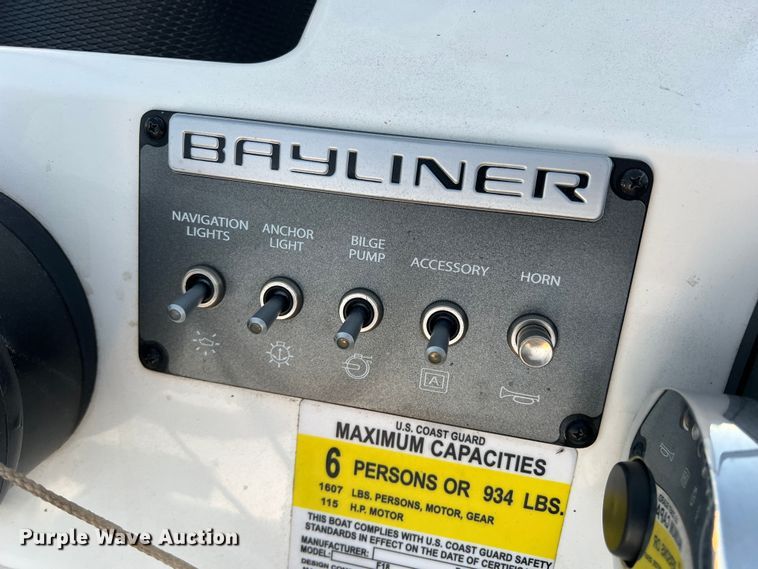 BAYLINER
NAVIGATION LIGHTS
ANCHOR LIGHT
BILGE PUMP
ACCESSORY
HORN
A
U.S. COAST GUARD
MAXIMUM CAPACITIES
6 PERSONS OR 934 LBS.
1607 LBS. PERSONS, MOTOR, GEAR
115 H.P. MOTOR
THIS BOAT COMPLIES WITH U.S. COAST GUARD SAFETY
STANDARDS IN EFFECT ON THE DATE OF
MANUFACTURER:
MODEL: F18
DESIGN
Purple Wave Auction